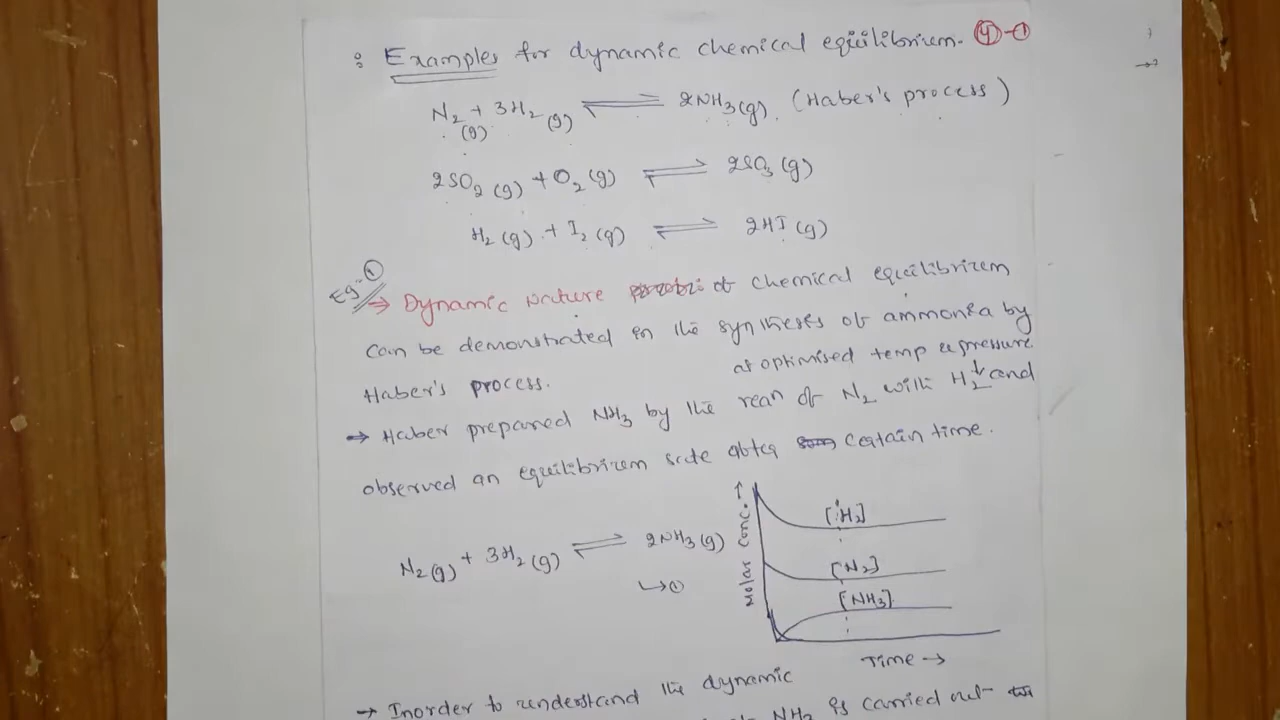 : Examples for dynamic chemical equilibrium. ④-①
N₂(g) + 3H₂(g) ⇌ 2NH₃(g). (Haber's process)
2SO₂(g) + O₂(g) ⇌ 2SO₃(g)
H₂(g) + I₂(g) ⇌ 2HI(g)
Eg:-①
→ Dynamic nature of chemical equilibrium
can be demonstrated in the synthesis of ammonia by
Haber's process.
at optimised temp & pressure
→ Haber prepared NH₃ by the rean of N₂ with H₂ and
observed an equilibrium state after certain time.
N₂(g) + 3H₂(g) ⇌ 2NH₃(g)
↳①
Molar Conc. →
[H₂]
[N₂]
[NH₃]
Time →
→ Inorder to understand the dynamic
NH₃ is carried out